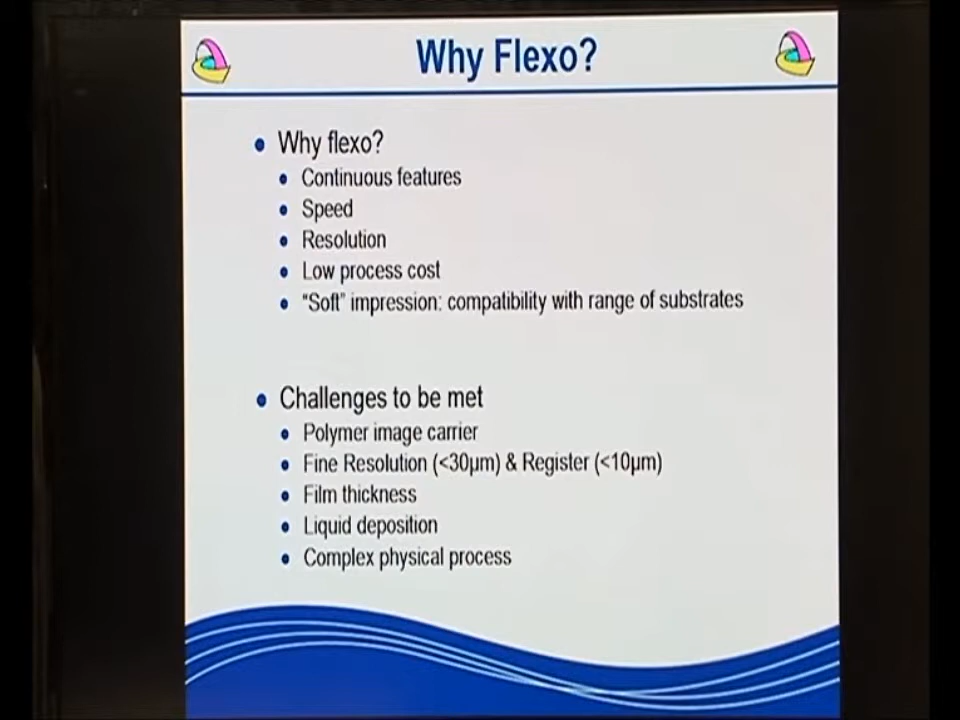 Why Flexo?
Why flexo?
Continuous features
Speed
Resolution
Low process cost
"Soft" impression: compatibility with range of substrates
Challenges to be met
Polymer image carrier
Fine Resolution (<30µm) & Register (<10µm)
Film thickness
Liquid deposition
Complex physical process